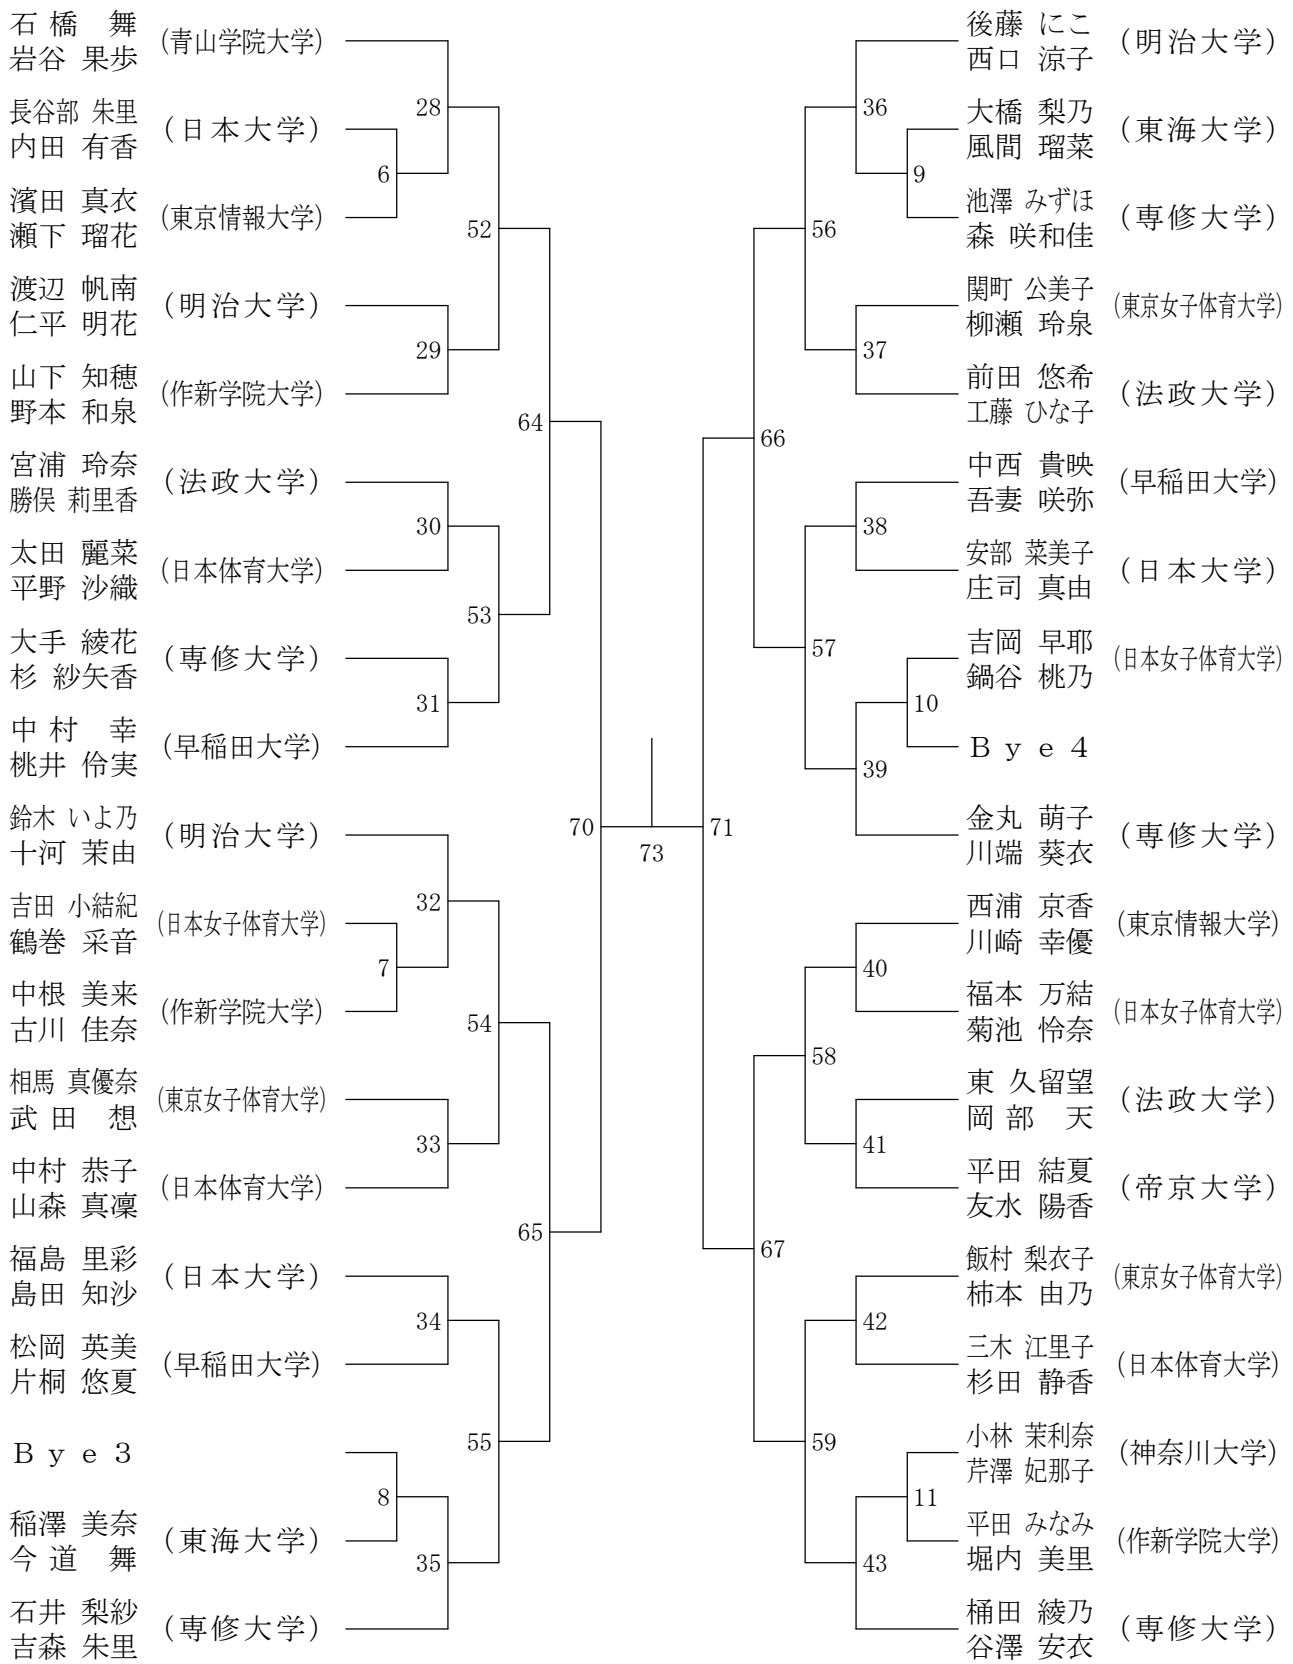 石橋 舞
岩谷 果歩
(青山学院大学)
長谷部 朱里
内田 有香
(日本大学)
濱田 真衣
瀬下 瑠花
(東京情報大学)
渡辺 帆南
仁平 明花
(明治大学)
山下 知穂
野本 和泉
(作新学院大学)
宮浦 玲奈
勝俣 莉里香
(法政大学)
太田 麗菜
平野 沙織
(日本体育大学)
大手 綾花
杉 紗矢香
(専修大学)
中村 幸
桃井 伶実
(早稲田大学)
鈴木 いよ乃
十河 茉由
(明治大学)
吉田 小結紀
鶴巻 采音
(日本女子体育大学)
中根 美来
古川 佳奈
(作新学院大学)
相馬 真優奈
武田 想
(東京女子体育大学)
中村 恭子
山森 真凜
(日本体育大学)
福島 里彩
島田 知沙
(日本大学)
松岡 英美
片桐 悠夏
(早稲田大学)
Bye3
稲澤 美奈
今道 舞
(東海大学)
石井 梨紗
吉森 朱里
(専修大学)
6
7
8
28
29
30
31
32
33
34
35
52
53
54
55
64
65
70
73
71
66
67
56
57
58
59
36
37
38
39
40
41
42
43
9
10
11
後藤 にこ
西口 涼子
(明治大学)
大橋 梨乃
風間 瑠菜
(東海大学)
池澤 みずほ
森 咲和佳
(専修大学)
関町 公美子
柳瀬 玲泉
(東京女子体育大学)
前田 悠希
工藤 ひな子
(法政大学)
中西 貴映
吾妻 咲弥
(早稲田大学)
安部 菜美子
庄司 真由
(日本大学)
吉岡 早耶
鍋谷 桃乃
(日本女子体育大学)
Bye4
金丸 萌子
川端 葵衣
(専修大学)
西浦 京香
川崎 幸優
(東京情報大学)
福本 万結
菊池 怜奈
(日本女子体育大学)
東 久留望
岡部 天
(法政大学)
平田 結夏
友水 陽香
(帝京大学)
飯村 梨衣子
柿本 由乃
(東京女子体育大学)
三木 江里子
杉田 静香
(日本体育大学)
小林 茉利奈
芹澤 妃那子
(神奈川大学)
平田 みなみ
堀内 美里
(作新学院大学)
桶田 綾乃
谷澤 安衣
(専修大学)